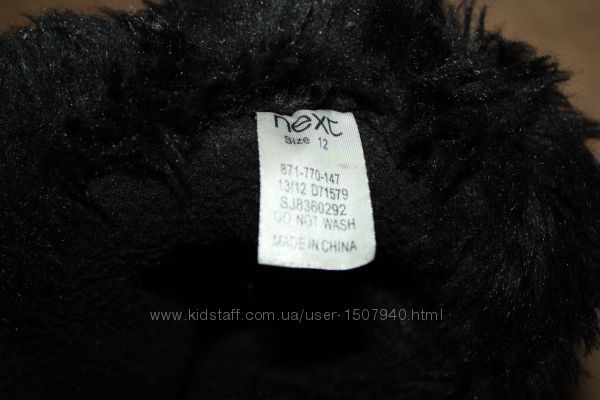 next
Size 12
871-770-147
13/12 D71579
SJ8360292
DO NOT WASH
MADE IN CHINA
www.kidstaff.com.ua/user-1507940.html